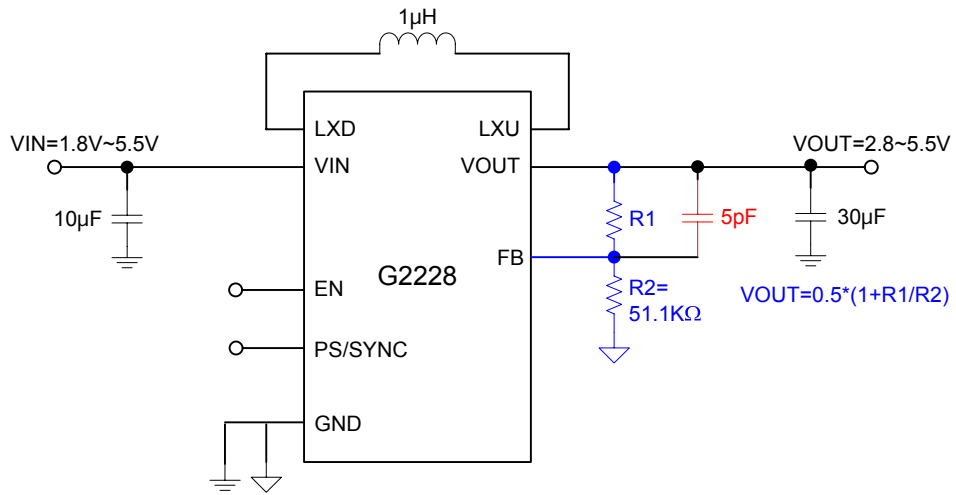 1µH
LXD
LXU
VIN=1.8V~5.5V
VIN
VOUT
VOUT=2.8~5.5V
10µF
R1
5pF
30µF
FB
G2228
EN
R2=
51.1KΩ
VOUT=0.5*(1+R1/R2)
PS/SYNC
GND